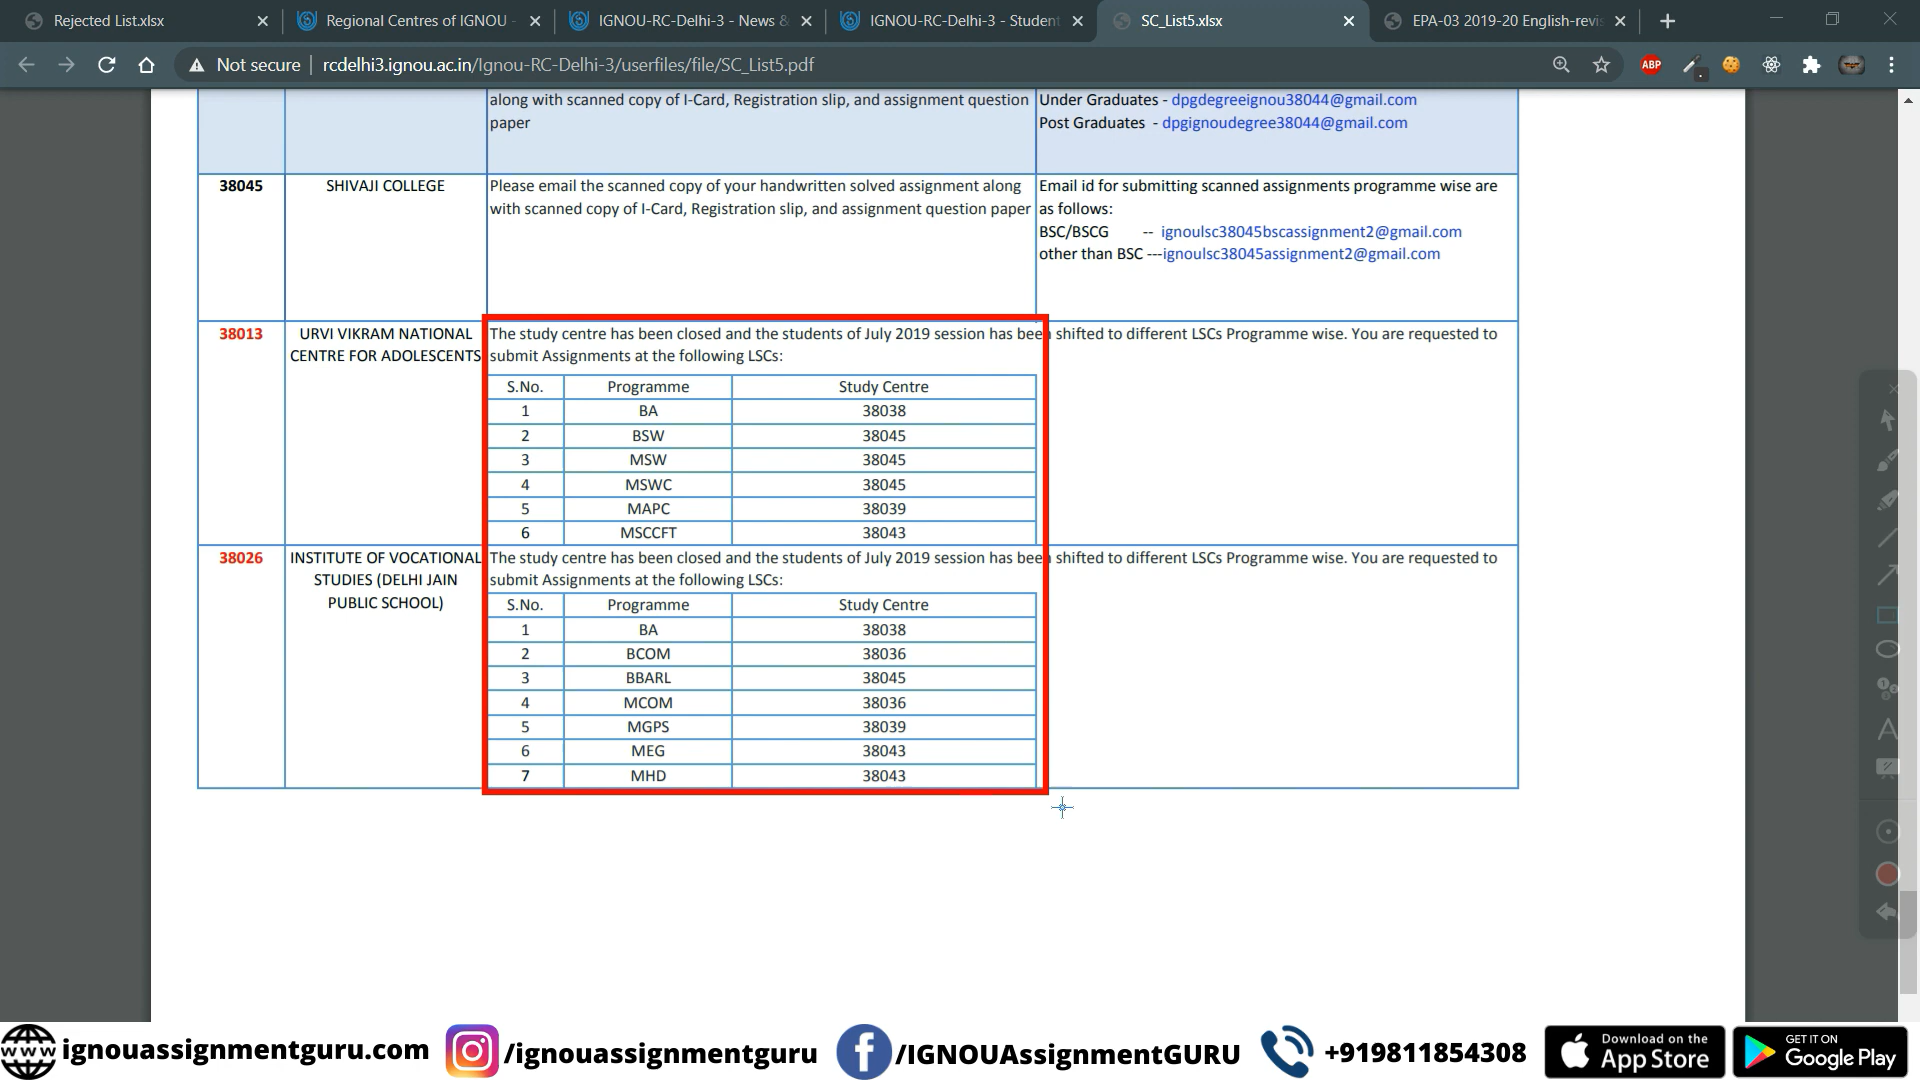 Rejected List.xlsx
Regional Centres of IGNOU -
IGNOU-RC-Delhi-3 - News &
IGNOU-RC-Delhi-3 - Student
SC_List5.xlsx
EPA-03 2019-20 English-revis
Not secure
rcdelhi3.ignou.ac.in/Ignou-RC-Delhi-3/userfiles/file/SC_List5.pdf
ABP
along with scanned copy of I-Card, Registration slip, and assignment question
paper
Under Graduates - dpgdegreeignou38044@gmail.com
Post Graduates - dpgignoudegree38044@gmail.com
38045
SHIVAJI COLLEGE
Please email the scanned copy of your handwritten solved assignment along
with scanned copy of I-Card, Registration slip, and assignment question paper
Email id for submitting scanned assignments programme wise are
as follows:
BSC/BSCG -- ignoulsc38045bscassignment2@gmail.com
other than BSC ---ignoulsc38045assignment2@gmail.com
38013
URVI VIKRAM NATIONAL
CENTRE FOR ADOLESCENTS
The study centre has been closed and the students of July 2019 session has been shifted to different LSCs Programme wise. You are requested to
submit Assignments at the following LSCs:
S.No. Programme Study Centre
1 BA 38038
2 BSW 38045
3 MSW 38045
4 MSWC 38045
5 MAPC 38039
6 MSCCFT 38043
38026
INSTITUTE OF VOCATIONAL
STUDIES (DELHI JAIN
PUBLIC SCHOOL)
The study centre has been closed and the students of July 2019 session has been shifted to different LSCs Programme wise. You are requested to
submit Assignments at the following LSCs:
S.No. Programme Study Centre
1 BA 38038
2 BCOM 38036
3 BBARL 38045
4 MCOM 38036
5 MGPS 38039
6 MEG 38043
7 MHD 38043
A
www
ignouassignmentguru.com
/ignouassignmentguru
/IGNOUAssignmentGURU
+919811854308
Download on the
App Store
GET IT ON
Google Play